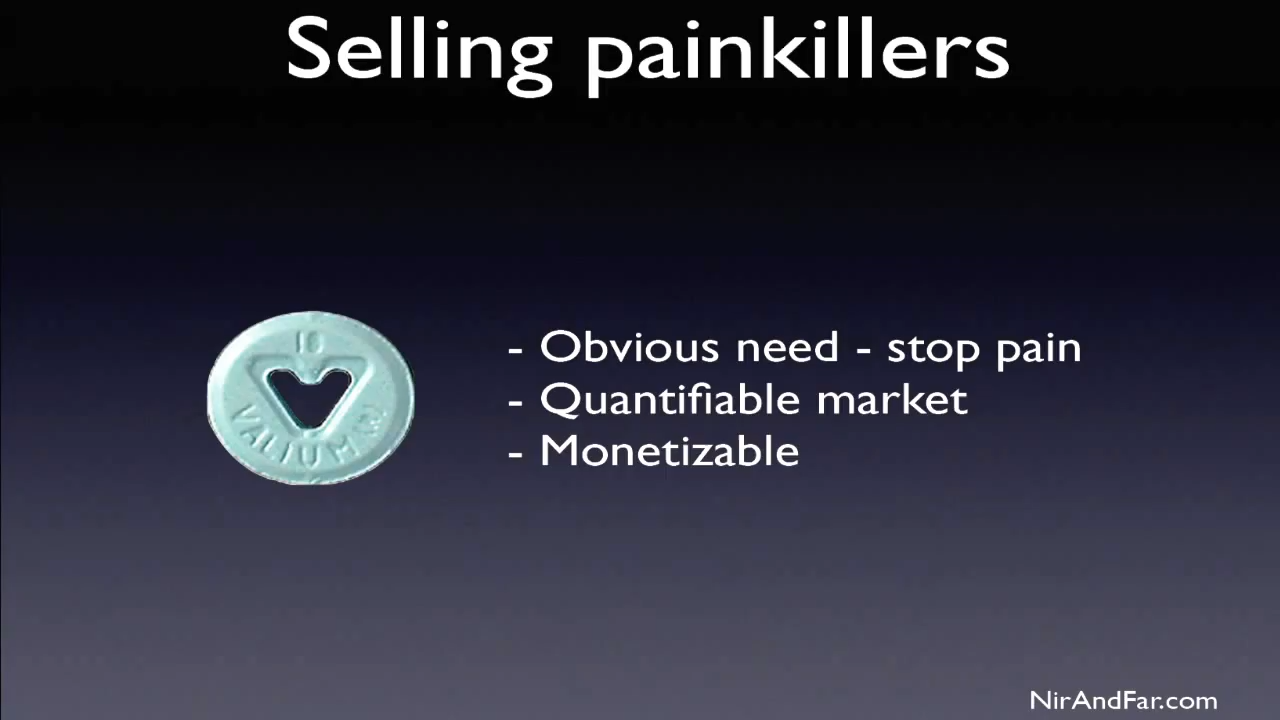 Selling painkillers
10
VALIUM
- Obvious need - stop pain
- Quantifiable market
- Monetizable
NirAndFar.com